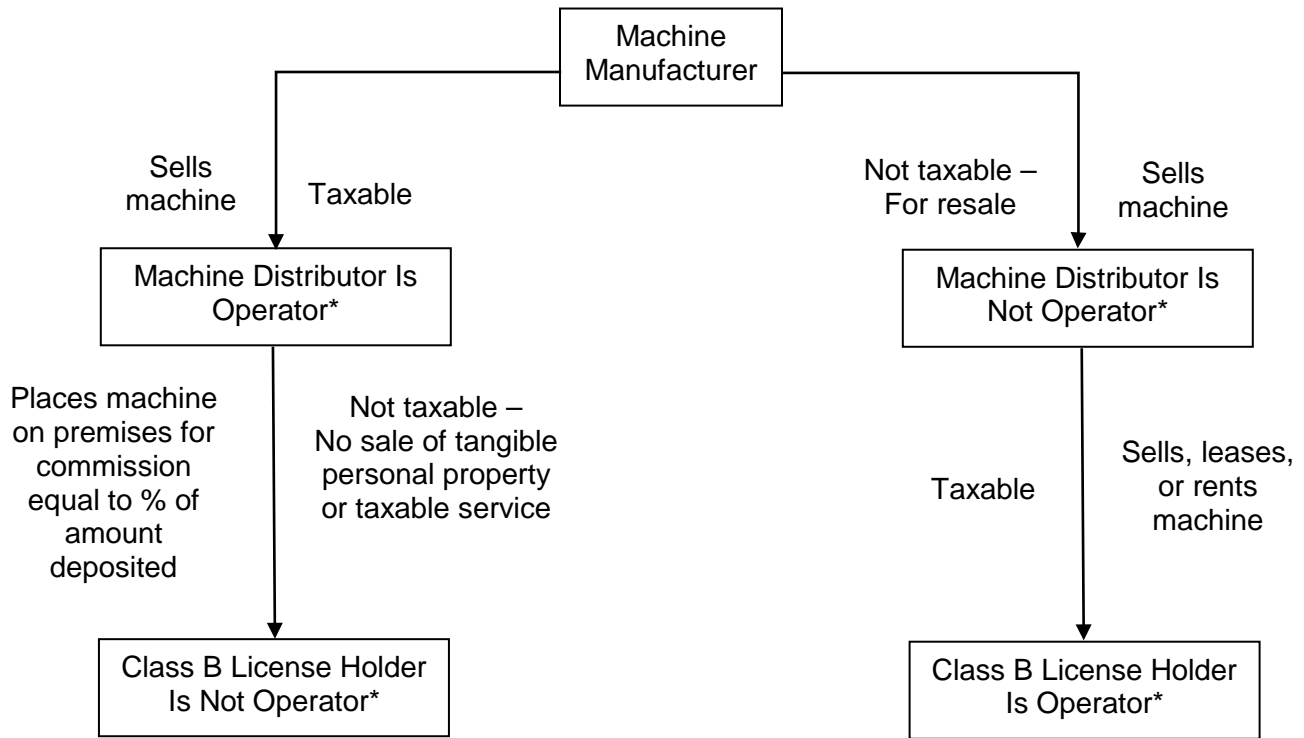 Machine
Manufacturer
Sells
machine
Taxable
Not taxable –
For resale
Sells
machine
Machine Distributor Is
Operator*
Machine Distributor Is
Not Operator*
Places machine
on premises for
commission
equal to % of
amount
deposited
Not taxable –
No sale of tangible
personal property
or taxable service
Taxable
Sells, leases,
or rents
machine
Class B License Holder
Is Not Operator*
Class B License Holder
Is Operator*